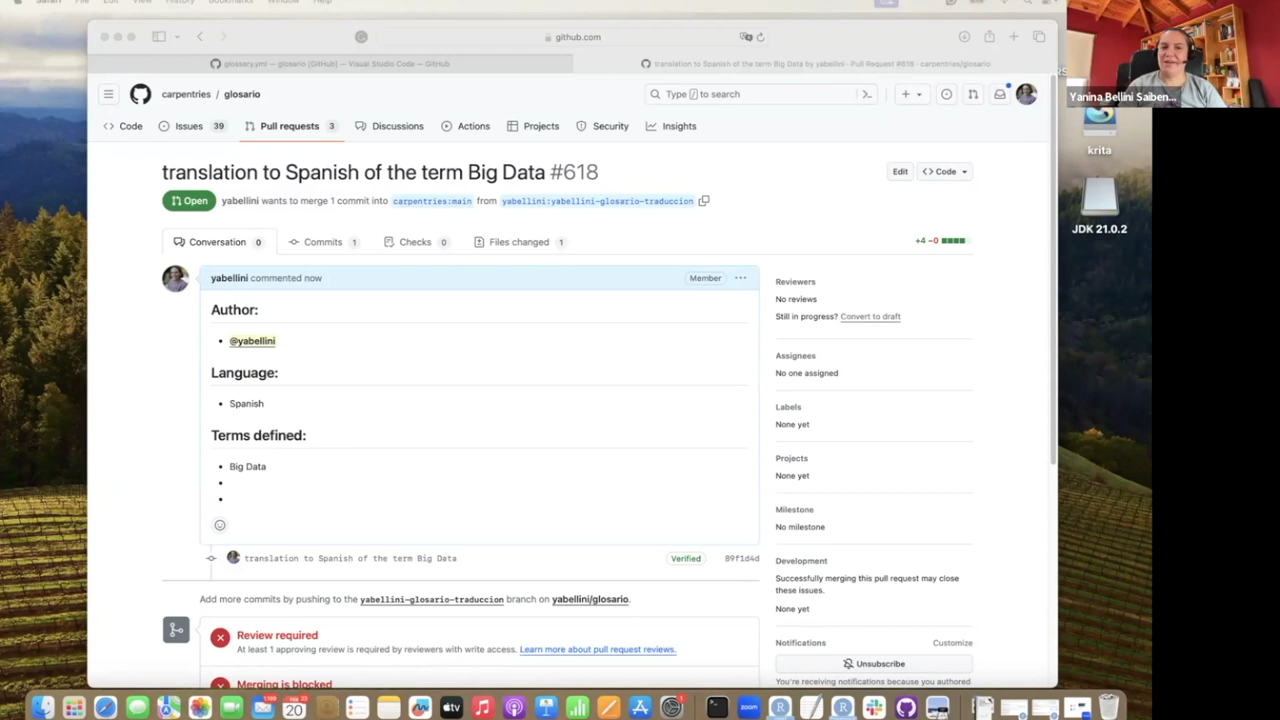 Safari File Edit View History Bookmarks Window Help
github.com
glossary.yml — glosario [GitHub] — Visual Studio Code — GitHub
translation to Spanish of the term Big Data by yabellini · Pull Request #618 · carpentries/glosario
carpentries / glosario
Type / to search
Code
Issues 39
Pull requests 3
Discussions
Actions
Projects
Security
Insights
translation to Spanish of the term Big Data #618
Edit
<> Code
Open
yabellini wants to merge 1 commit into carpentries:main from yabellini:yabellini-glosario-traduccion
Conversation 0
Commits 1
Checks 0
Files changed 1
+4 −0
yabellini commented now
Member
Author:
@yabellini
Language:
Spanish
Terms defined:
Big Data
translation to Spanish of the term Big Data
Verified
89f1d4d
Add more commits by pushing to the yabellini-glosario-traduccion branch on yabellini/glosario.
Review required
At least 1 approving review is required by reviewers with write access. Learn more about pull request reviews.
Merging is blocked
Reviewers
No reviews
Still in progress? Convert to draft
Assignees
No one assigned
Labels
None yet
Projects
None yet
Milestone
No milestone
Development
Successfully merging this pull request may close
these issues.
None yet
Notifications
Customize
Unsubscribe
You're receiving notifications because you authored
Yanina Bellini Saiben...
krita
JDK 21.0.2
20
zoom